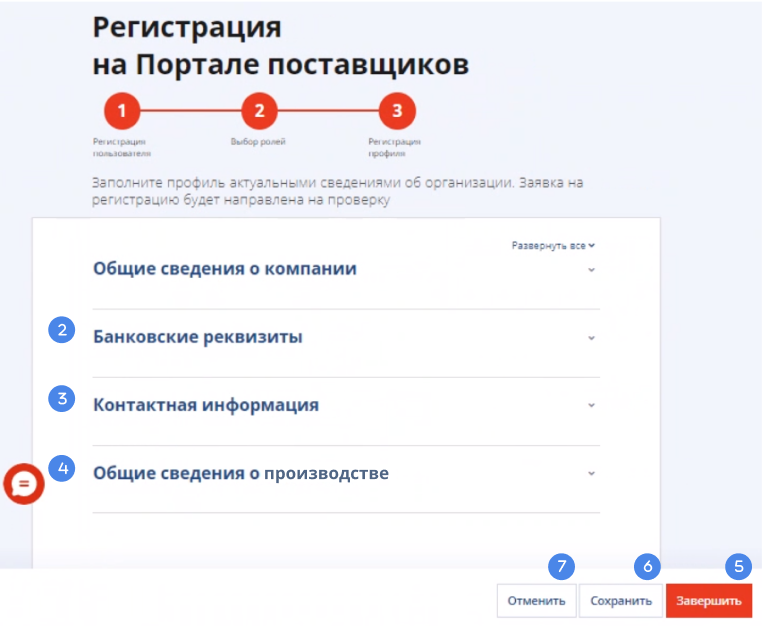 Регистрация
на Портале поставщиков
1 2 3
Регистрация пользователя
Выбор ролей
Регистрация профиля
Заполните профиль актуальными сведениями об организации. Заявка на
регистрацию будет направлена на проверку
Развернуть все
Общие сведения о компании
2 Банковские реквизиты
3 Контактная информация
4 Общие сведения о производстве
7 6 5
Отменить Сохранить Завершить